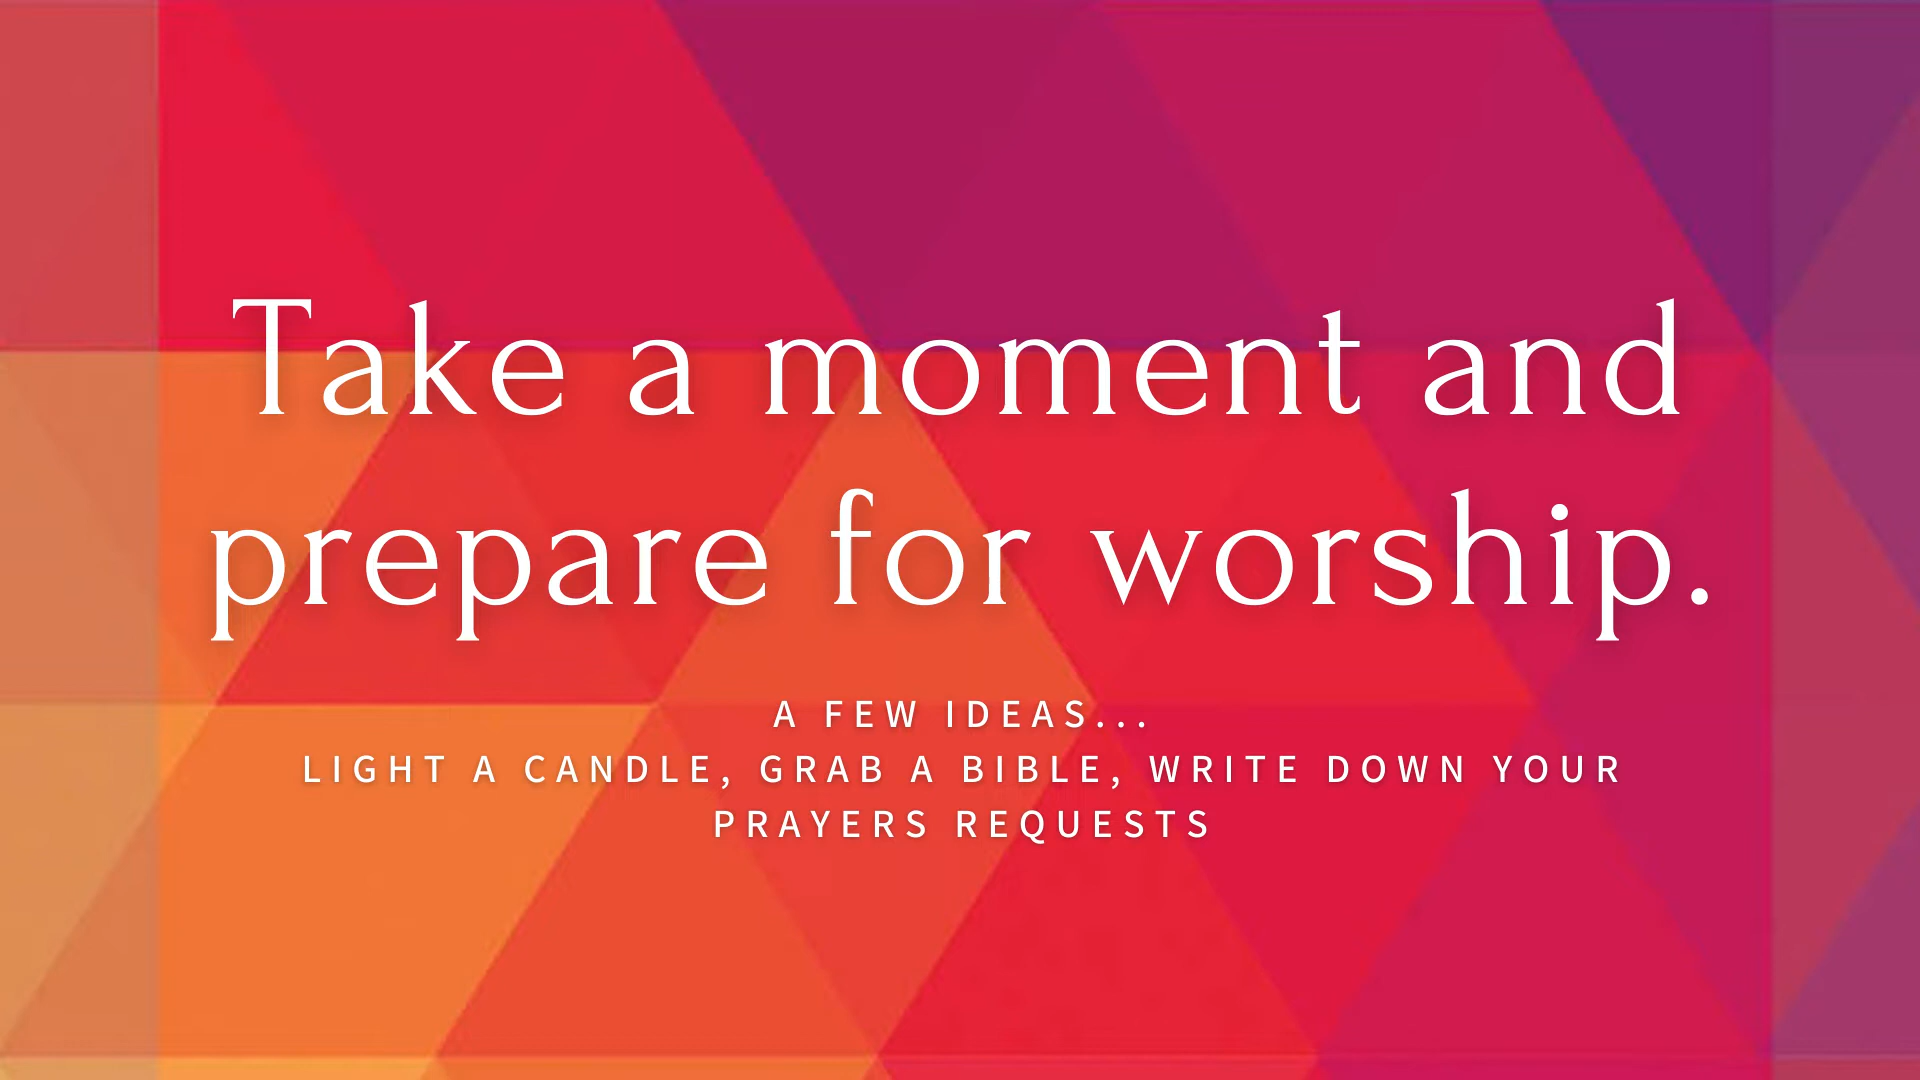 Take a moment and
prepare for worship.
A FEW IDEAS...
LIGHT A CANDLE, GRAB A BIBLE, WRITE DOWN YOUR
PRAYERS REQUESTS